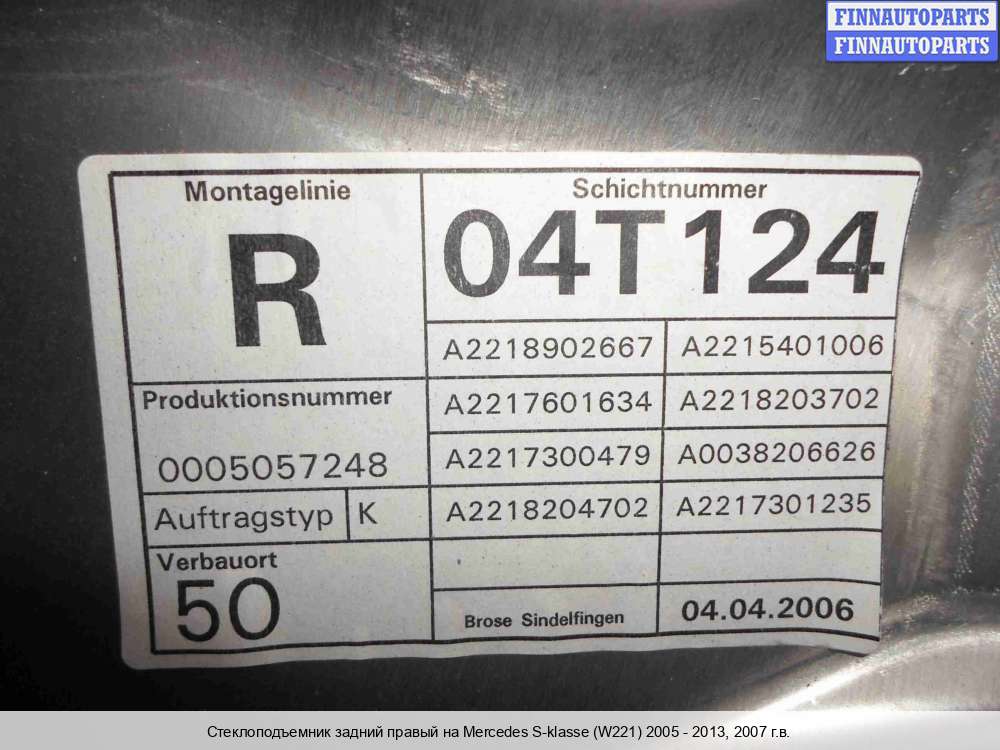 FINNAUTOPARTS
FINNAUTOPARTS
Montagelinie
R
Schichtnummer
04T124
A2218902667 A2215401006
A2217601634 A2218203702
A2217300479 A0038206626
A2218204702 A2217301235
Produktionsnummer
0005057248
Auftragstyp K
Verbauort
50
Brose Sindelfingen 04.04.2006
Стеклоподъемник задний правый на Mercedes S-klasse (W221) 2005 - 2013, 2007 г.в.